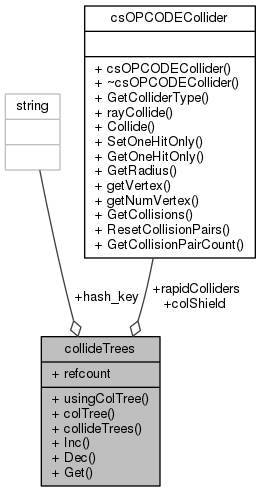 csOPCODECollider
+ csOPCODECollider()
+ ~csOPCODECollider()
+ GetColliderType()
+ rayCollide()
+ Collide()
+ SetOneHitOnly()
+ GetOneHitOnly()
+ GetRadius()
+ getVertex()
+ getNumVertex()
+ GetCollisions()
+ ResetCollisionPairs()
+ GetCollisionPairCount()
string
+hash_key
+rapidColliders
+colShield
collideTrees
+ refcount
+ usingColTree()
+ colTree()
+ collideTrees()
+ Inc()
+ Dec()
+ Get()